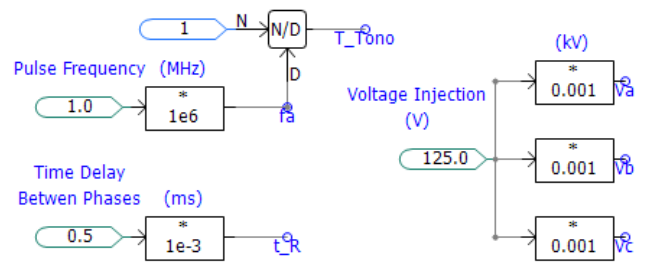 1
N
N/D
T_Tono
D
Pulse Frequency (MHz)
1.0
*
1e6
fa
Time Delay
Betwen Phases (ms)
0.5
*
1e-3
t_R
(kV)
Voltage Injection
(V)
125.0
*
0.001
Va
*
0.001
Vb
*
0.001
Vc